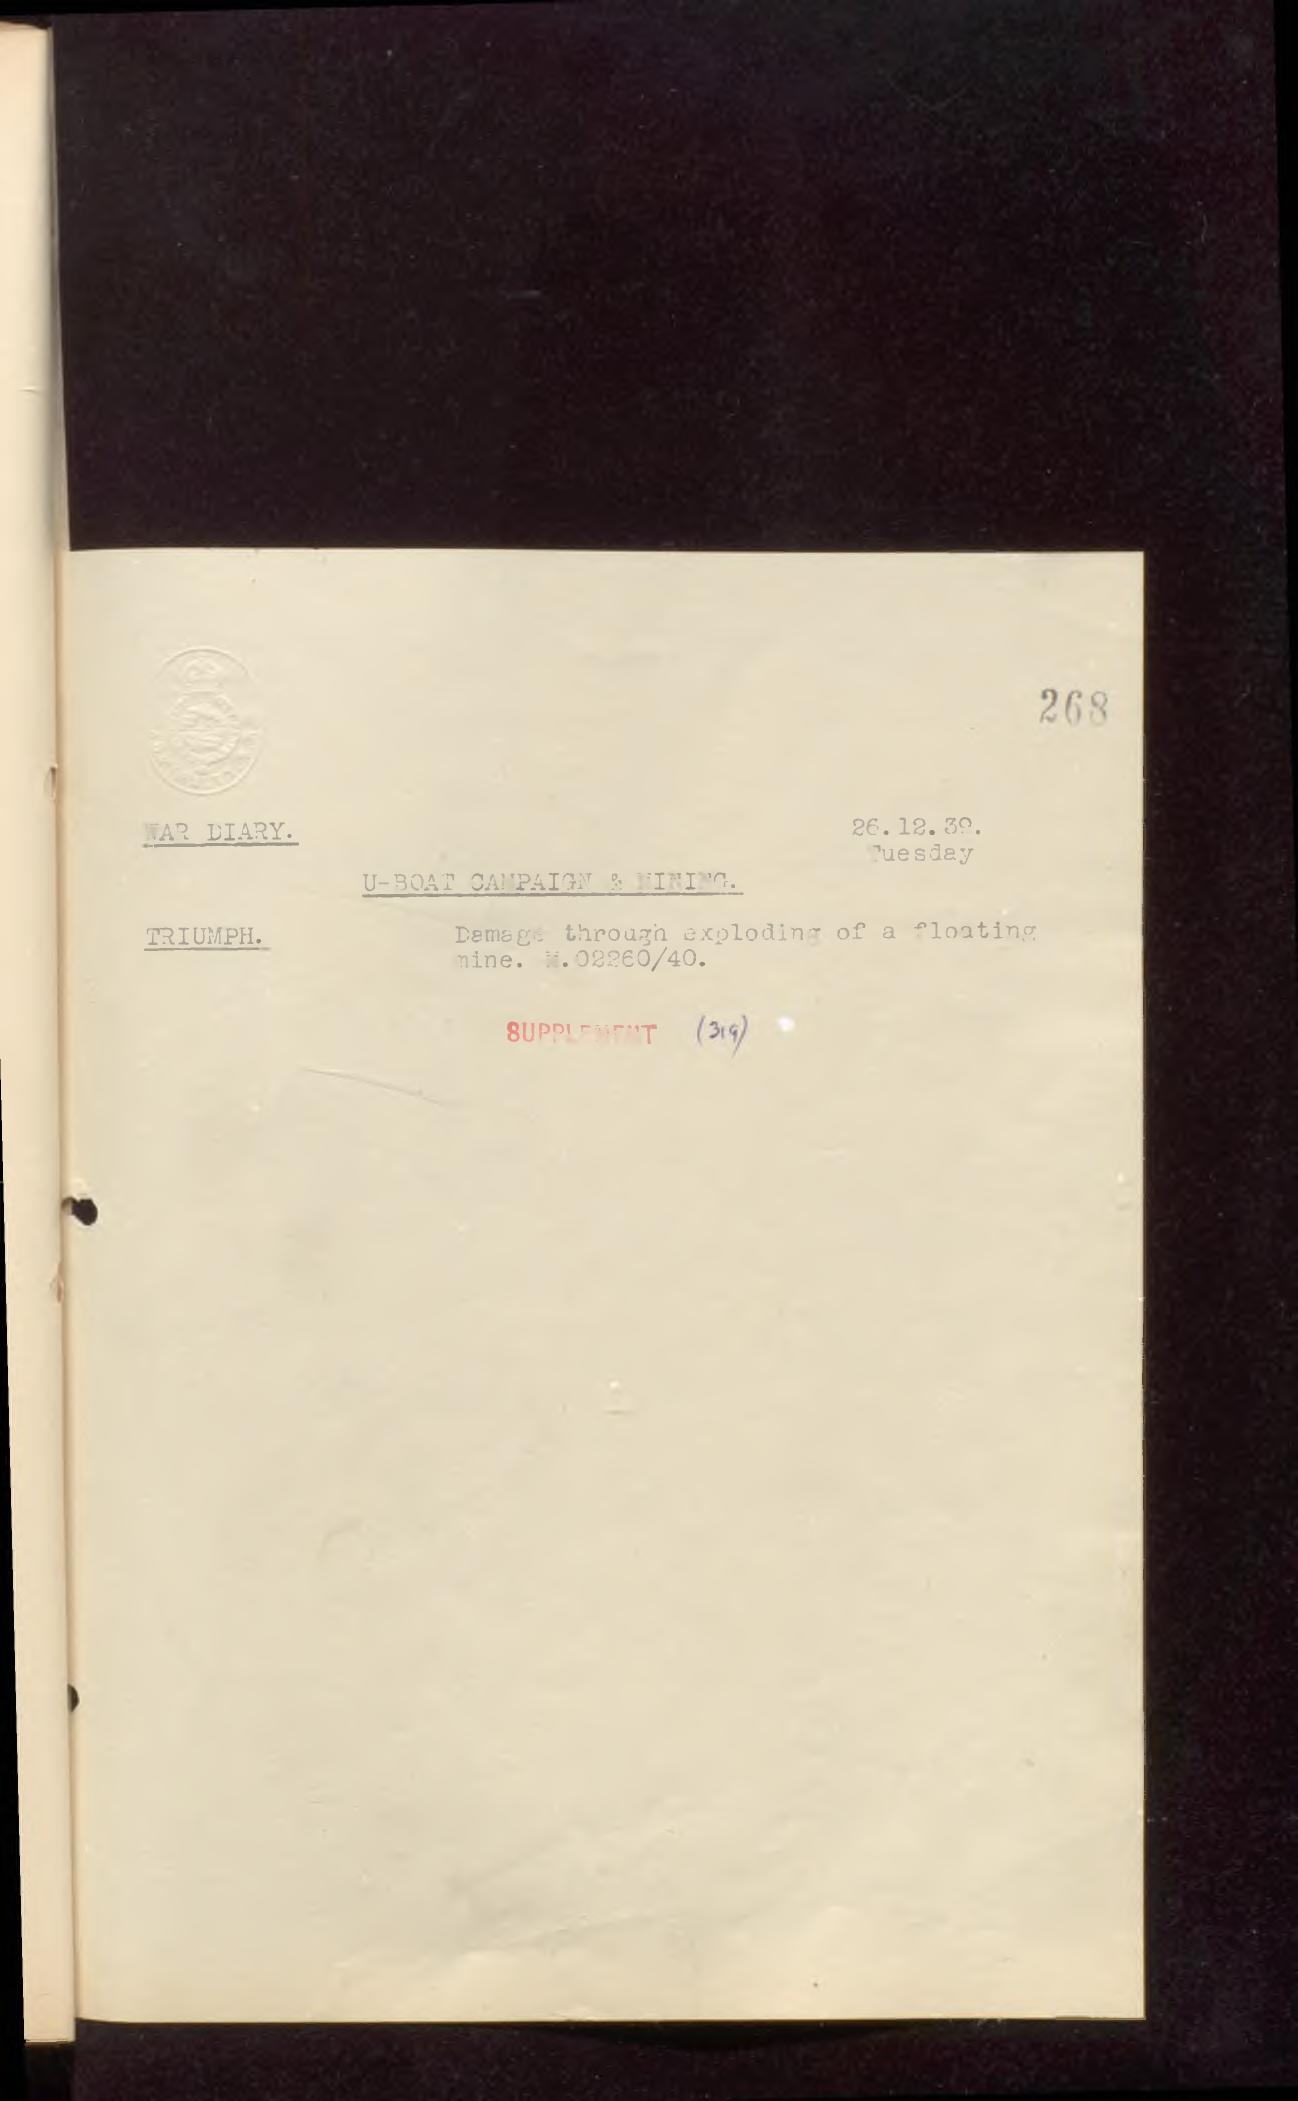 268
WAR DIARY.
26.12.39.
Tuesday
U-BOAT CAMPAIGN & MINING.
TRIUMPH.
Damage through exploding of a floating
mine. M.02260/40.
SUPPLEMENT (319)